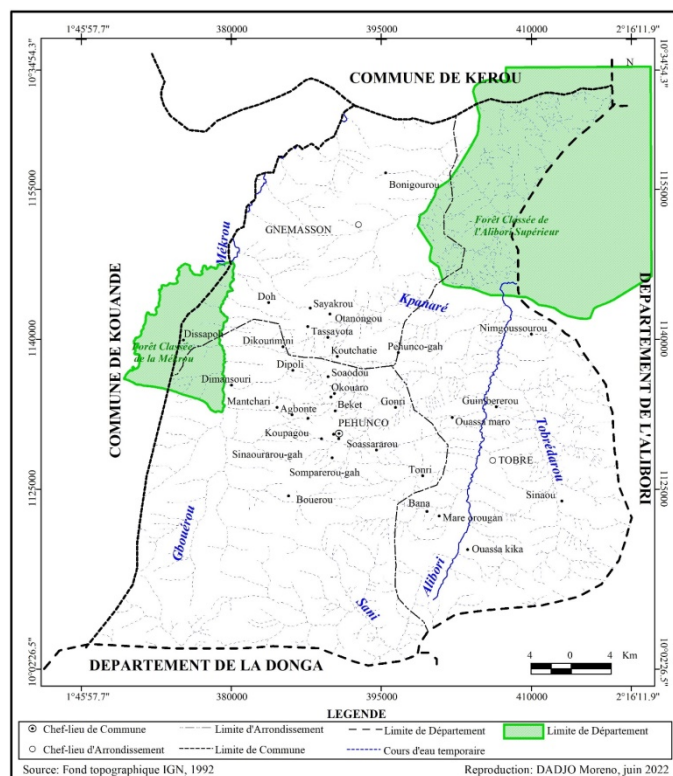 1°45'57.7" 380000 395000 410000 2°16'11.9"
10°34'54.3"
10°34'54.3"
N
COMMUNE DE KEROU
Bonigourou
1155000
1155000
Forêt Classée de
l'Alibori Supérieur
GNEMASSON
Mékrou
COMMUNE DE KOUANDE
DEPARTEMENT DE L'ALIBORI
Doh
Sayakrou
Kpanaré
Otanongou
Tassayota
Nimgoussourou
1140000
1140000
Dissapoli
Forêt Classée
de la Mékrou
Dikourimini
Koutchatie
Pehunco-gah
Dipoli
Soaodou
Dimansouri
Okouaro
Mantchari
Agbonte
Beket
Gonri
Guimbererou
Ouassa maro
Tobrédarou
PEHUNCO
Koupagou
Soassararou
Sinaourarou-gah
TOBRE
Somparerou-gah
Tonri
1125000
1125000
Bouerou
Sinaou
Bana
Mare orougan
Gbouérou
Ouassa kika
Alibori
Sani
DEPARTEMENT DE LA DONGA
4 0 4 Km
10°02'26.5"
10°02'26.5"
1°45'57.7" 380000 395000 410000 2°16'11.9"
LEGENDE
Chef-lieu de Commune Limite d'Arrondissement Limite de Département Limite de Département
Chef-lieu d'Arrondissement Limite de Commune Cours d'eau temporaire
Source: Fond topographique IGN, 1992 Reproduction: DADJO Moreno, juin 2022